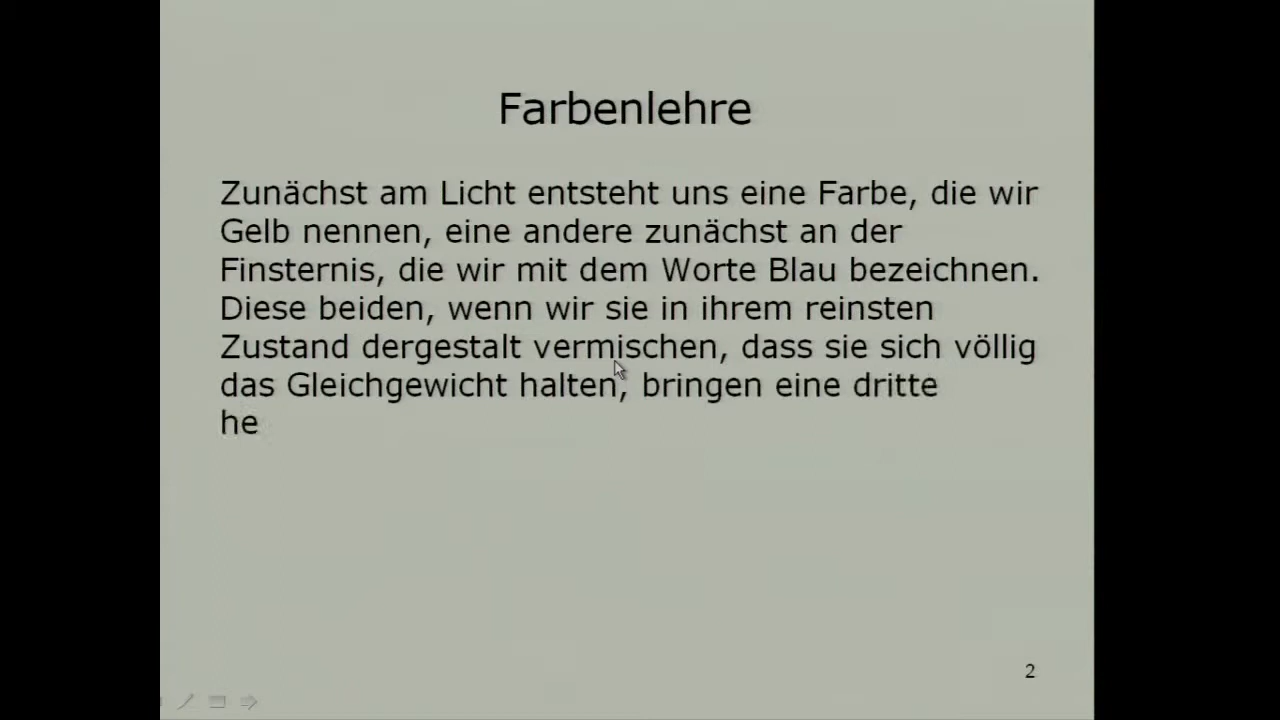 Farbenlehre
Zunächst am Licht entsteht uns eine Farbe, die wir
Gelb nennen, eine andere zunächst an der
Finsternis, die wir mit dem Worte Blau bezeichnen.
Diese beiden, wenn wir sie in ihrem reinsten
Zustand dergestalt vermischen, dass sie sich völlig
das Gleichgewicht halten, bringen eine dritte
he
2